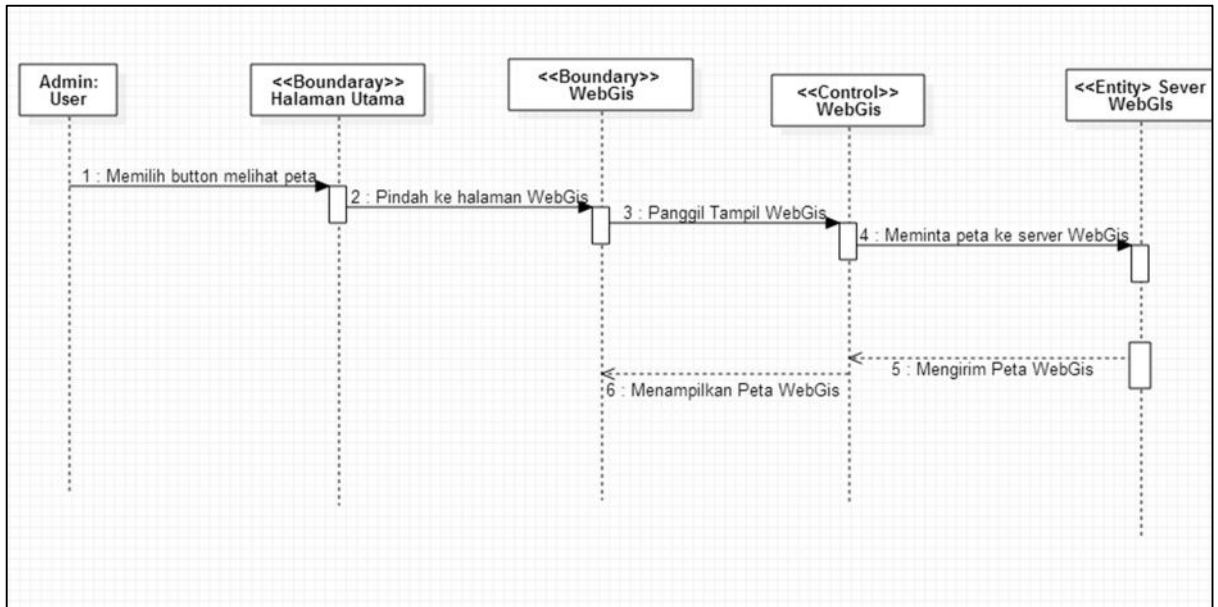 Admin:
User
<<Boundaray>>
Halaman Utama
<<Boundary>>
WebGis
<<Control>>
WebGis
<<Entity> Sever
WebGIs
1 : Memilih button melihat peta
2 : Pindah ke halaman WebGis
3 : Panggil Tampil WebGis
4 : Meminta peta ke server WebGis
5 : Mengirim Peta WebGis
6 : Menampilkan Peta WebGis